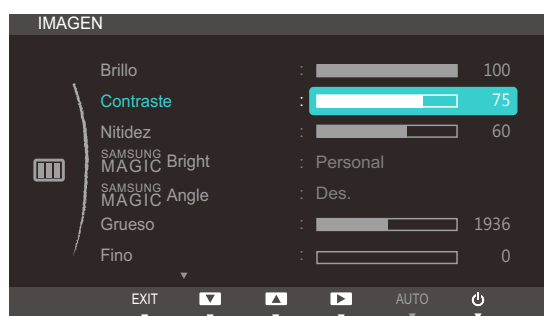 IMAGEN
Brillo : 100
Contraste : 75
Nitidez : 60
SAMSUNG MAGIC Bright : Personal
SAMSUNG MAGIC Angle : Des.
Grueso : 1936
Fino : 0
EXIT AUTO